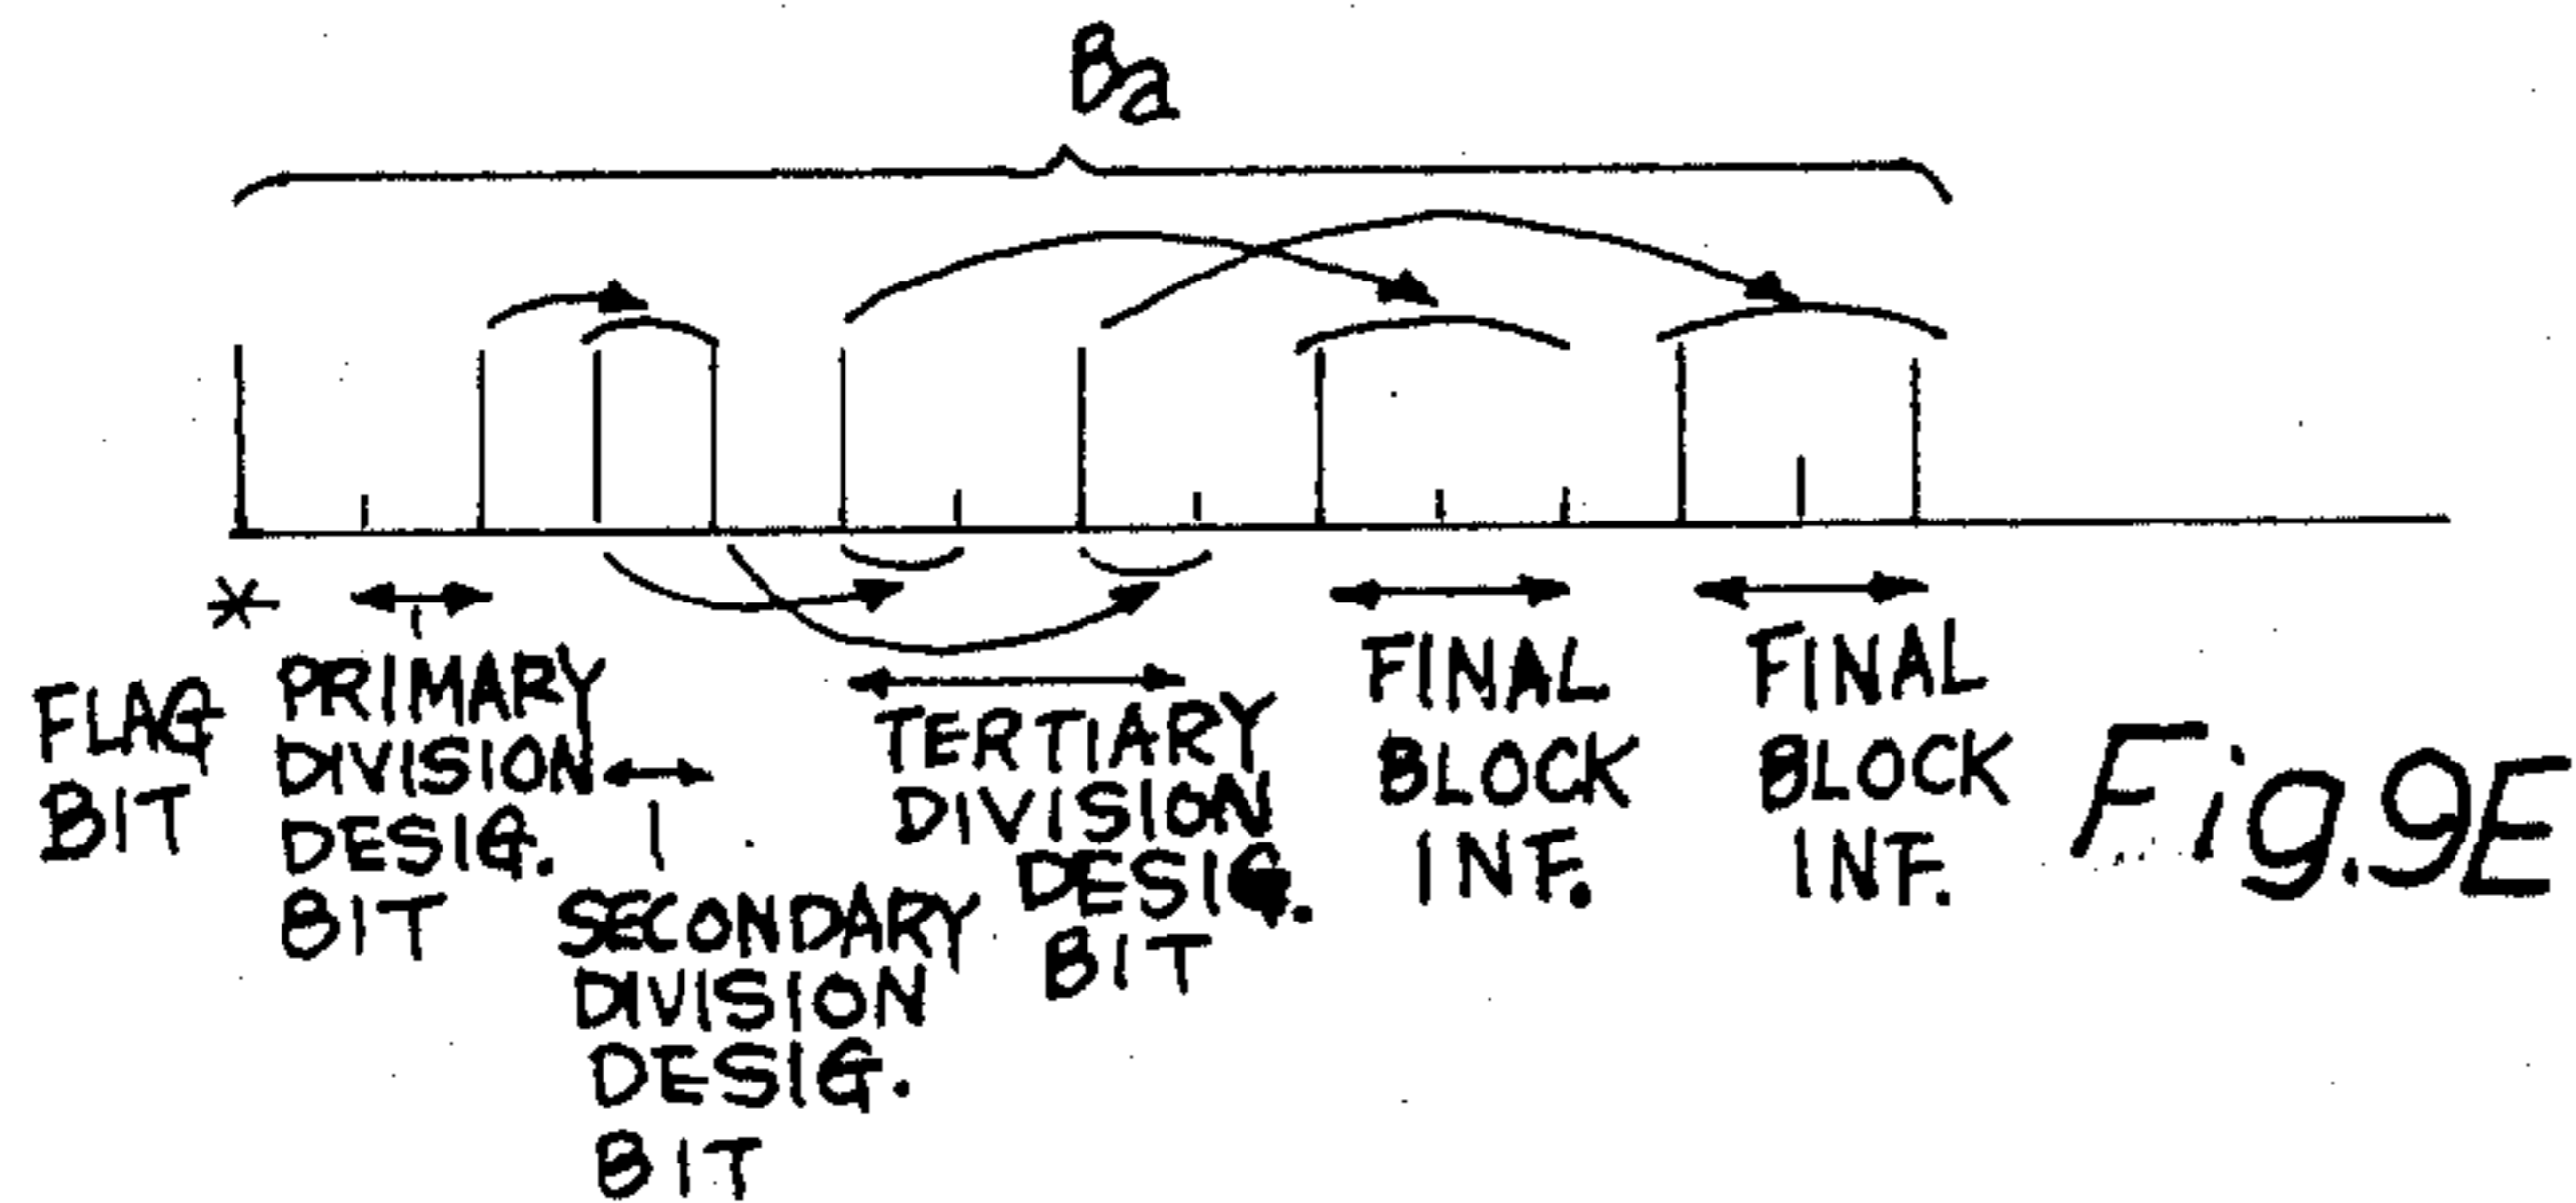 Ba
*
FLAG
BIT
PRIMARY
DIVISION
DESIG.
BIT
SECONDARY
DIVISION
DESIG.
BIT
TERTIARY
DIVISION
DESIG.
BIT
FINAL
BLOCK
INF.
FINAL
BLOCK
INF.
Fig.9E